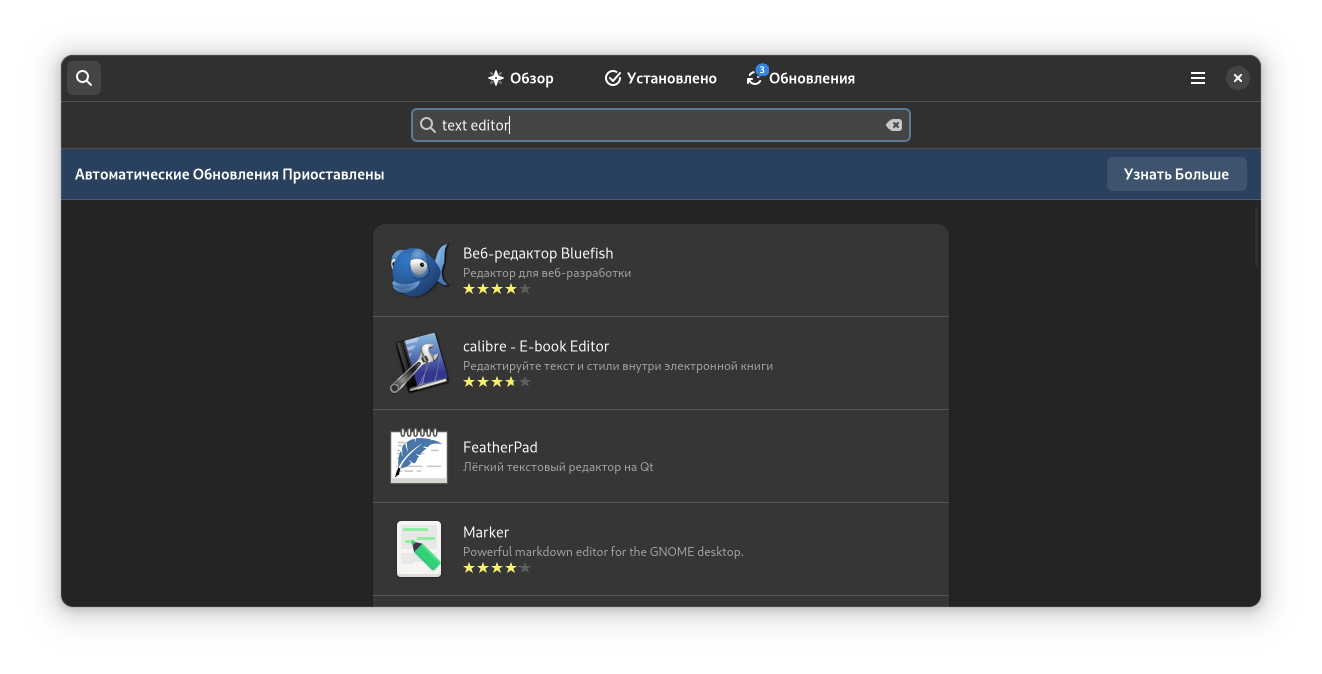 Обзор
Установлено
3
Обновления
text editor
Автоматические Обновления Приостановлены
Узнать Больше
Веб-редактор Bluefish
Редактор для веб-разработки
calibre - E-book Editor
Редактируйте текст и стили внутри электронной книги
FeatherPad
Лёгкий текстовый редактор на Qt
Marker
Powerful markdown editor for the GNOME desktop.